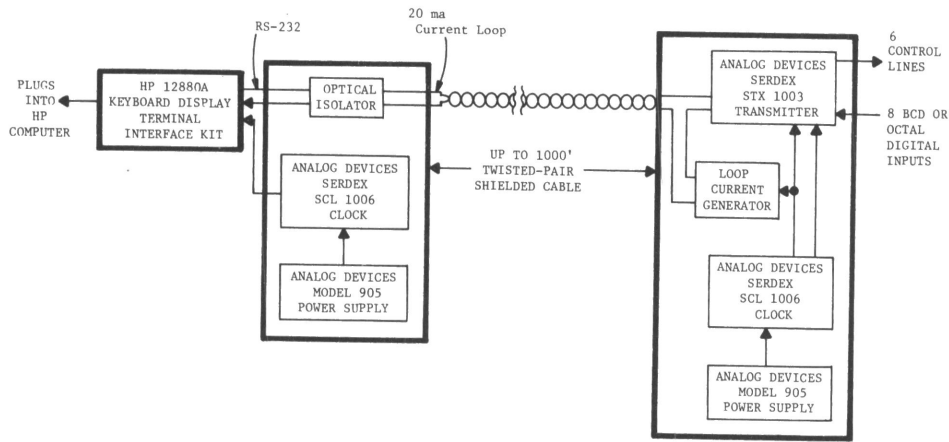 20 ma
Current Loop
RS-232
PLUGS
INTO
HP
COMPUTER
HP 12880A
KEYBOARD DISPLAY
TERMINAL
INTERFACE KIT
OPTICAL
ISOLATOR
ANALOG DEVICES
SERDEX
SCL 1006
CLOCK
ANALOG DEVICES
MODEL 905
POWER SUPPLY
UP TO 1000'
TWISTED-PAIR
SHIELDED CABLE
ANALOG DEVICES
SERDEX
STX 1003
TRANSMITTER
6
CONTROL
LINES
8 BCD OR
OCTAL
DIGITAL
INPUTS
LOOP
CURRENT
GENERATOR
ANALOG DEVICES
SERDEX
SCL 1006
CLOCK
ANALOG DEVICES
MODEL 905
POWER SUPPLY